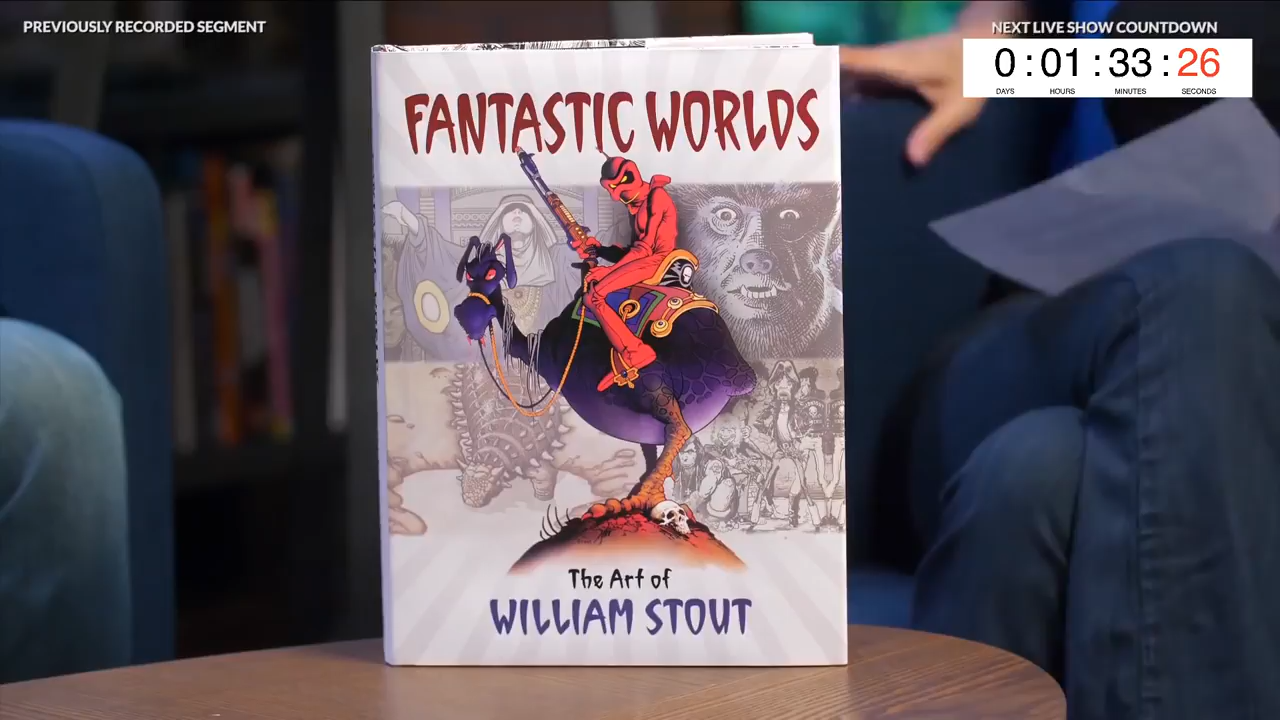 PREVIOUSLY RECORDED SEGMENT
NEXT LIVE SHOW COUNTDOWN
0 : 01 : 33 : 26
DAYS HOURS MINUTES SECONDS
FANTASTIC WORLDS
The Art of
WILLIAM STOUT